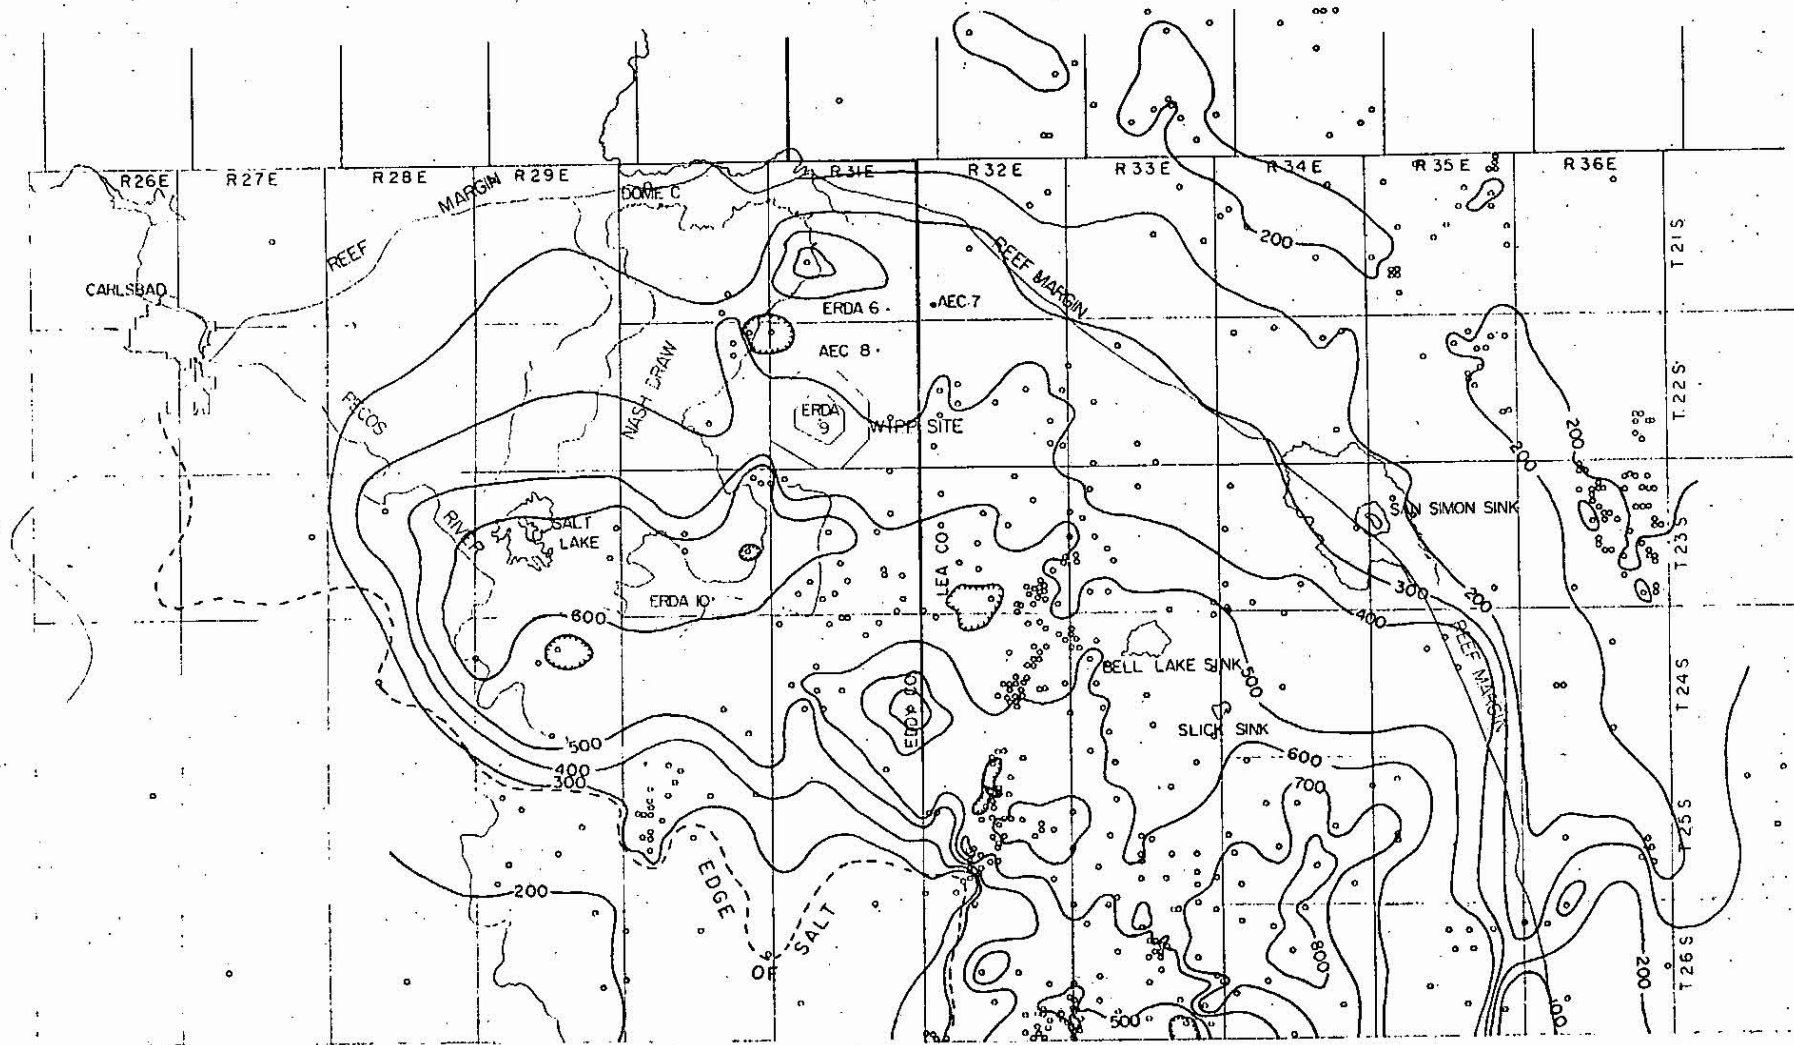 R26E R27E R28E R29E R31E R32E R33E R34E R35E R36E
DOME C
REEF MARGIN
T21S
200
CARLSBAD
REEF MARGIN
ERDA 6
AEC 7
AEC 8
NASH DRAW
PECOS
RIVER
ERDA
9
WIPP SITE
T22S
200
200
SAN SIMON SINK
SALT
LAKE
T23S
LEA CO
ERDA 10
300
200
400
600
REEF MARGIN
BELL LAKE SINK
500
T24S
EDDY CO
SLICK SINK
500
400
300
600
700
T25S
200
EDGE
OF
SALT
800
T26S
200
500